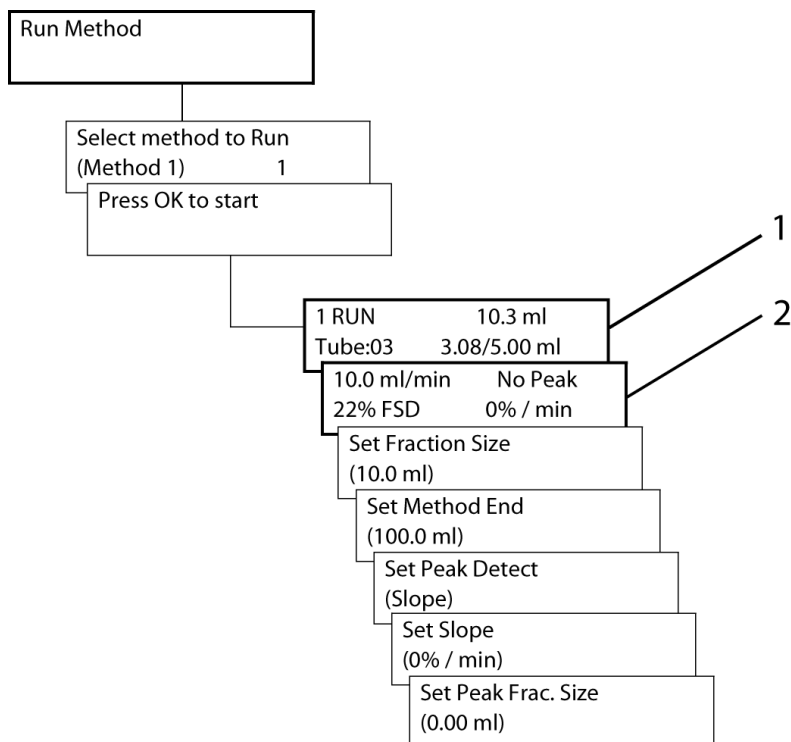 Run Method
Select method to Run
(Method 1) 1
Press OK to start
1
2
1 RUN 10.3 ml
Tube:03 3.08/5.00 ml
10.0 ml/min No Peak
22% FSD 0% / min
Set Fraction Size
(10.0 ml)
Set Method End
(100.0 ml)
Set Peak Detect
(Slope)
Set Slope
(0% / min)
Set Peak Frac. Size
(0.00 ml)